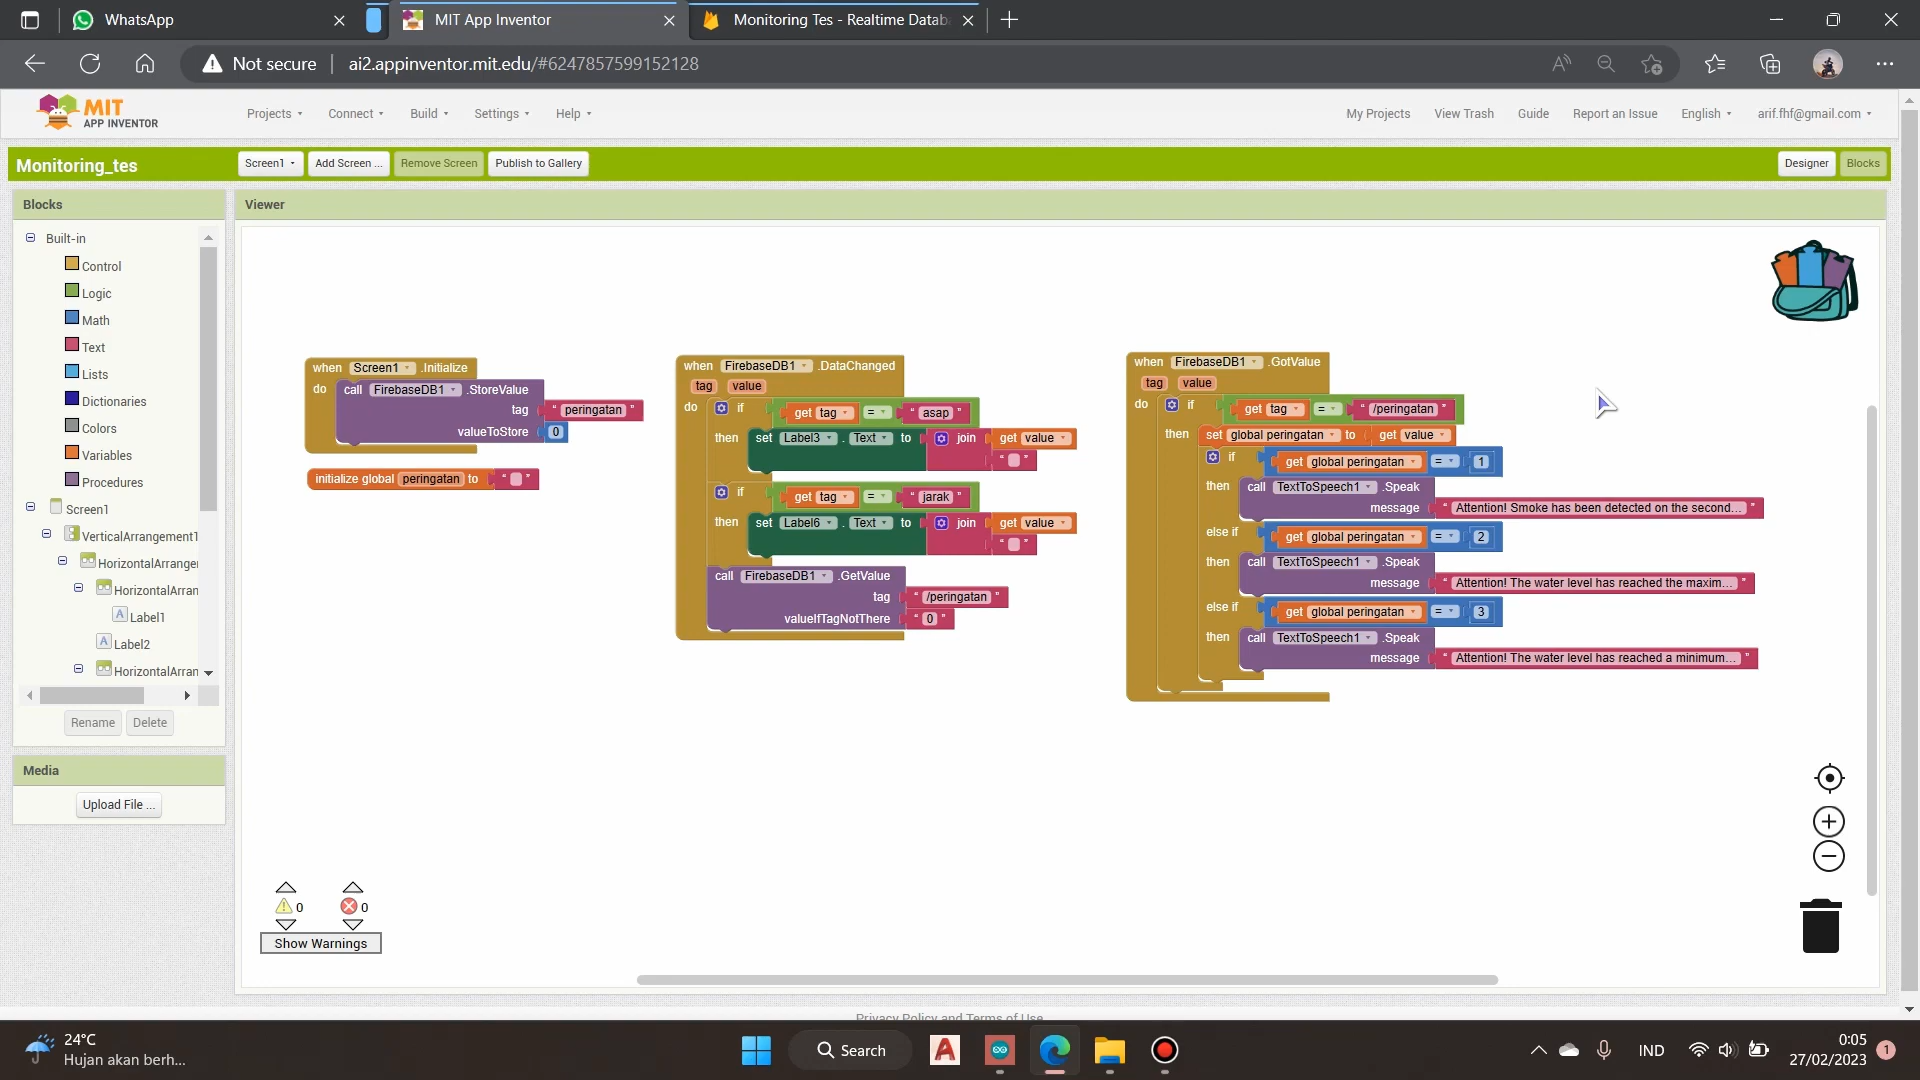 WhatsApp
MIT App Inventor
Monitoring Tes - Realtime Datab
Not secure
ai2.appinventor.mit.edu/#6247857599152128
MIT
APP INVENTOR
Projects
Connect
Build
Settings
Help
My Projects
View Trash
Guide
Report an Issue
English
arif.fhf@gmail.com
Monitoring_tes
Screen1
Add Screen ...
Remove Screen
Publish to Gallery
Designer
Blocks
Blocks
Built-in
Control
Logic
Math
Text
Lists
Dictionaries
Colors
Variables
Procedures
Screen1
VerticalArrangement1
HorizontalArranger
HorizontalArran
Label1
Label2
HorizontalArran
Rename
Delete
Media
Upload File ...
Viewer
when Screen1 .Initialize
do call FirebaseDB1 .StoreValue
tag " peringatan "
valueToStore 0
initialize global peringatan to " "
when FirebaseDB1 .DataChanged
tag value
do if get tag = " asap "
then set Label3 . Text to join get value
" "
if get tag = " jarak "
then set Label6 . Text to join get value
" "
call FirebaseDB1 .GetValue
tag " /peringatan "
valueIfTagNotThere " 0 "
when FirebaseDB1 .GotValue
tag value
do if get tag = " /peringatan "
then set global peringatan to get value
if get global peringatan = 1
then call TextToSpeech1 .Speak
message " Attention! Smoke has been detected on the second... "
else if get global peringatan = 2
then call TextToSpeech1 .Speak
message " Attention! The water level has reached the maxim... "
else if get global peringatan = 3
then call TextToSpeech1 .Speak
message " Attention! The water level has reached a minimum... "
0
0
Show Warnings
Privacy Policy and Terms of Use
24°C
Hujan akan berh...
Search
IND
0:05
27/02/2023
1